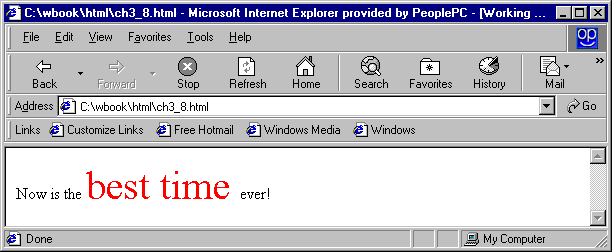 C:\wbook\html\ch3_8.html - Microsoft Internet Explorer provided by PeoplePC - [Working ...
File Edit View Favorites Tools Help
Back Forward Stop Refresh Home Search Favorites History Mail »
Address C:\wbook\html\ch3_8.html Go
Links Customize Links Free Hotmail Windows Media Windows
Now is the best time ever!
Done My Computer